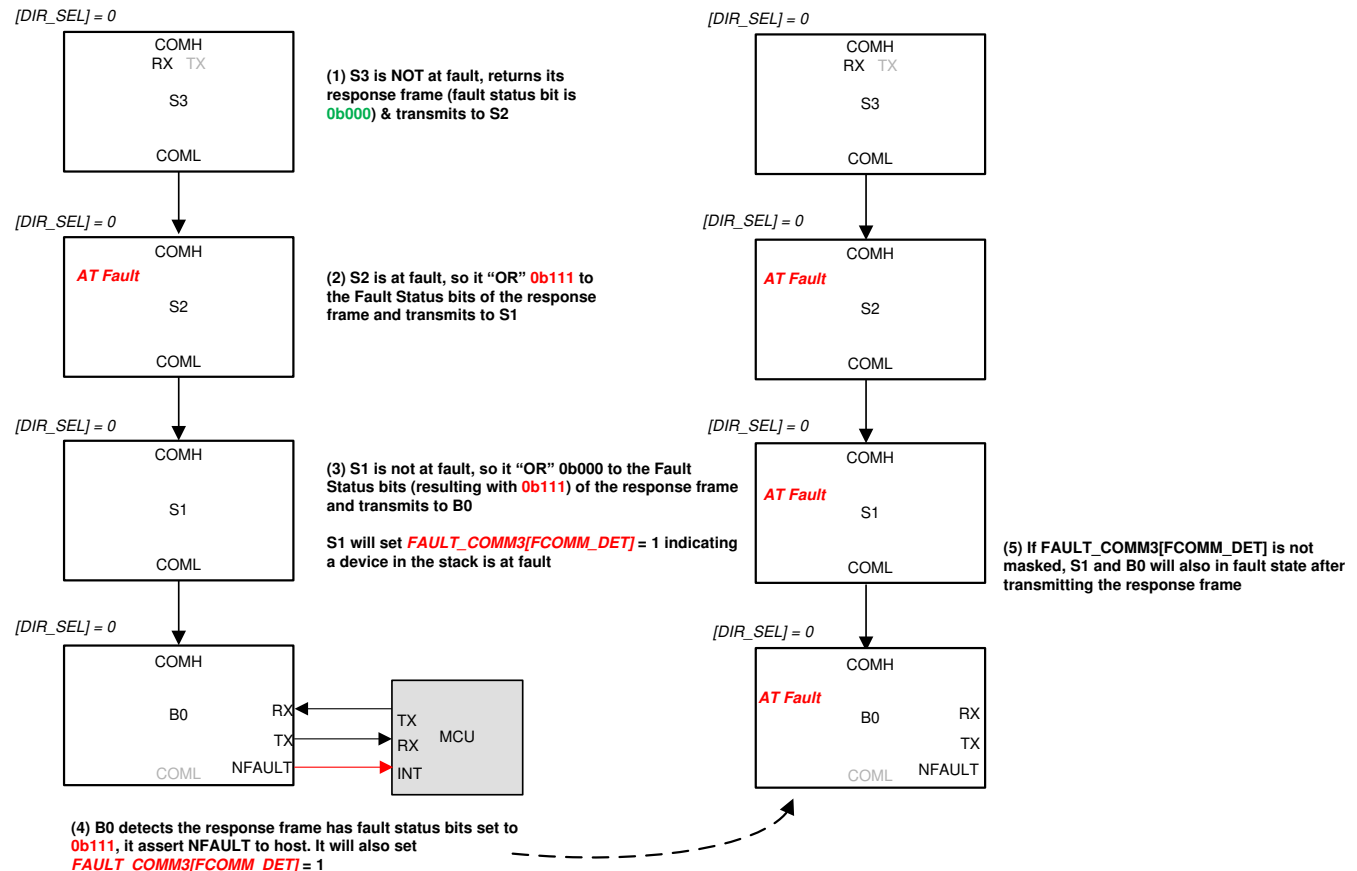 [DIR_SEL] = 0
COMH
RX TX
S3
COML
(1) S3 is NOT at fault, returns its
response frame (fault status bit is
0b000) & transmits to S2
[DIR_SEL] = 0
COMH
AT Fault
S2
COML
(2) S2 is at fault, so it “OR” 0b111 to
the Fault Status bits of the response
frame and transmits to S1
[DIR_SEL] = 0
COMH
S1
COML
(3) S1 is not at fault, so it “OR” 0b000 to the Fault
Status bits (resulting with 0b111) of the response frame
and transmits to B0
S1 will set FAULT_COMM3[FCOMM_DET] = 1 indicating
a device in the stack is at fault
[DIR_SEL] = 0
COMH
B0
RX
TX
NFAULT
COML
TX
RX
INT
MCU
(4) B0 detects the response frame has fault status bits set to
0b111, it assert NFAULT to host. It will also set
FAULT_COMM3[FCOMM_DET] = 1
[DIR_SEL] = 0
COMH
RX TX
S3
COML
[DIR_SEL] = 0
COMH
AT Fault
S2
COML
[DIR_SEL] = 0
COMH
AT Fault
S1
COML
(5) If FAULT_COMM3[FCOMM_DET] is not
masked, S1 and B0 will also in fault state after
transmitting the response frame
[DIR_SEL] = 0
COMH
AT Fault
B0
RX
TX
NFAULT
COML